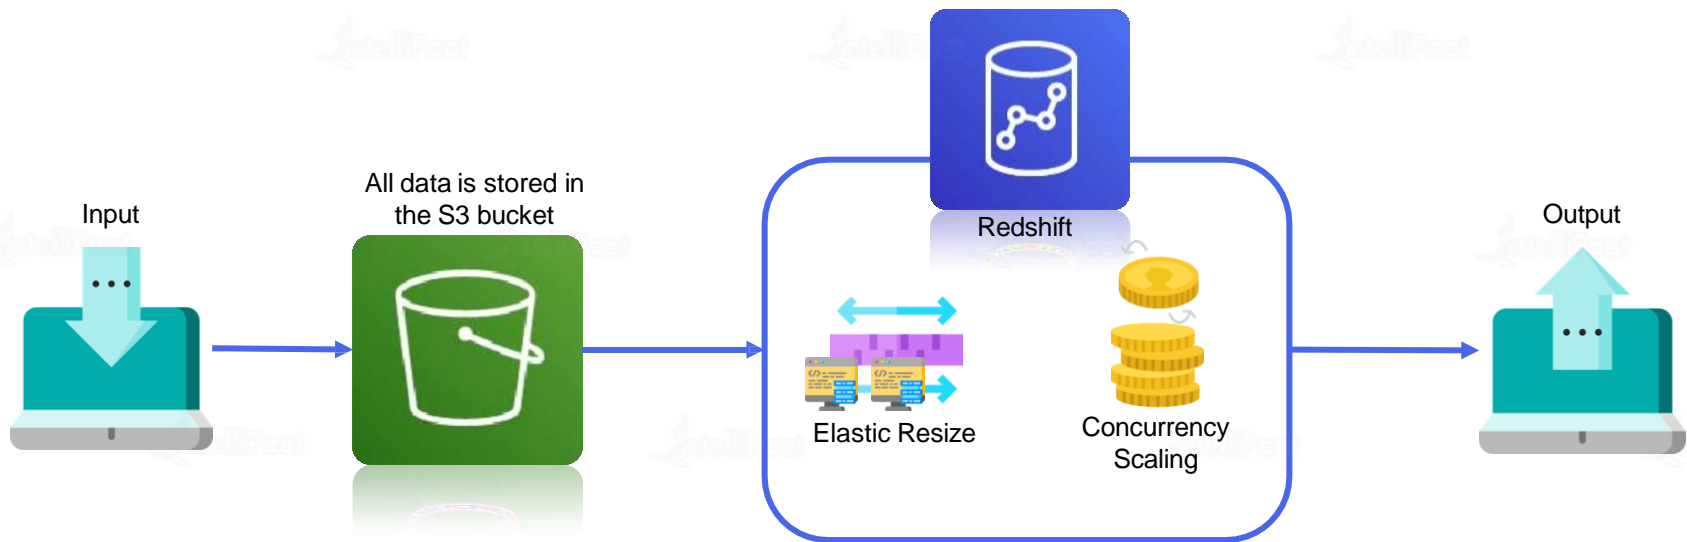 Input
All data is stored in
the S3 bucket
Redshift
Elastic Resize
Concurrency
Scaling
Output